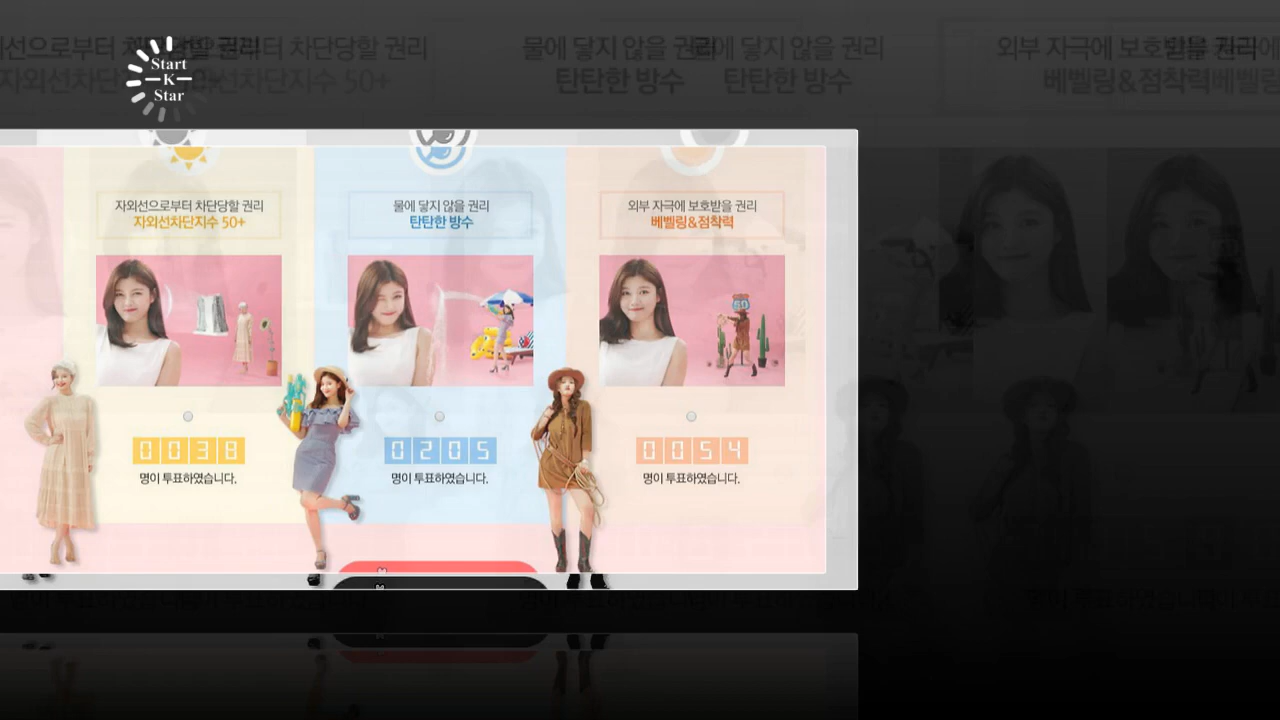 Start
K
Star
자외선으로부터 차단당할 권리
자외선차단지수 50+
물에 닿지 않을 권리
탄탄한 방수
외부 자극에 보호받을 권리
베벨링&점착력
0038
명이 투표하였습니다.
0205
명이 투표하였습니다.
0054
명이 투표하였습니다.